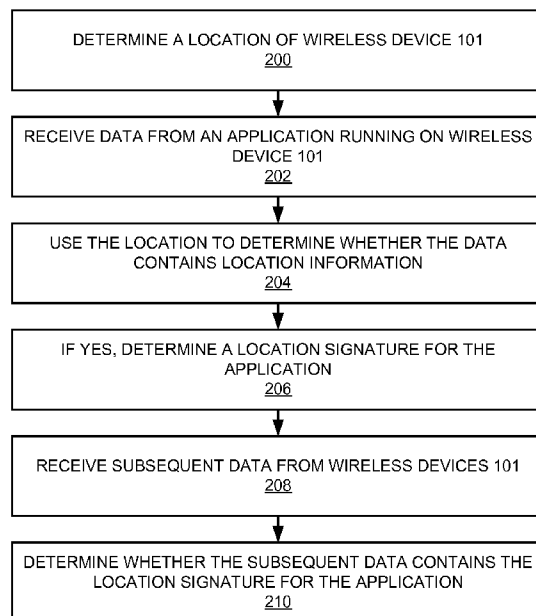 DETERMINE A LOCATION OF WIRELESS DEVICE 101
200
RECEIVE DATA FROM AN APPLICATION RUNNING ON WIRELESS
DEVICE 101
202
USE THE LOCATION TO DETERMINE WHETHER THE DATA
CONTAINS LOCATION INFORMATION
204
IF YES, DETERMINE A LOCATION SIGNATURE FOR THE
APPLICATION
206
RECEIVE SUBSEQUENT DATA FROM WIRELESS DEVICES 101
208
DETERMINE WHETHER THE SUBSEQUENT DATA CONTAINS THE
LOCATION SIGNATURE FOR THE APPLICATION
210